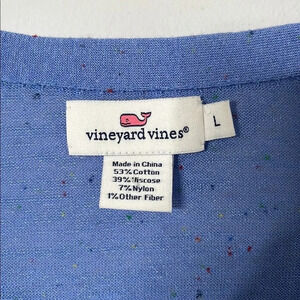 vineyard vines®
L
Made in China
53% Cotton
39% Viscose
7% Nylon
1% Other Fiber